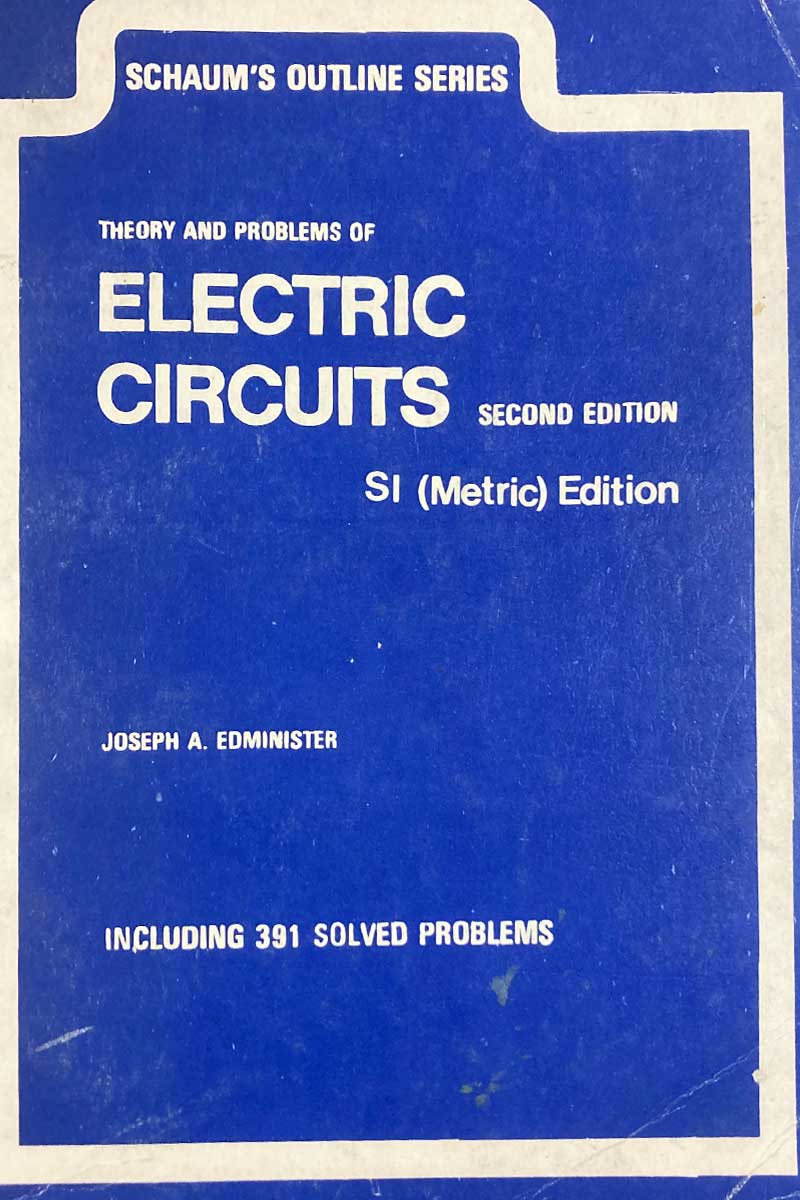 SCHAUM'S OUTLINE SERIES
THEORY AND PROBLEMS OF
ELECTRIC
CIRCUITS SECOND EDITION
SI (Metric) Edition
JOSEPH A. EDMINISTER
INCLUDING 391 SOLVED PROBLEMS